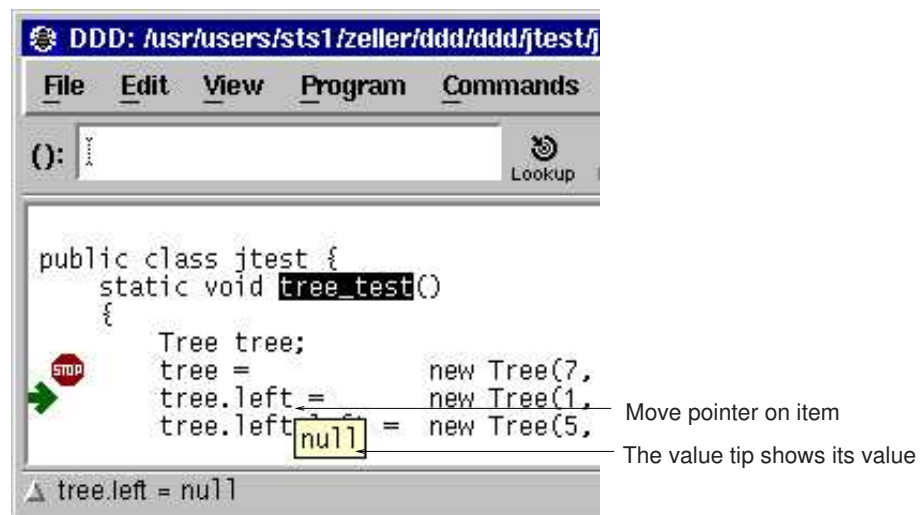 DDD: /usr/users/sts1/zeller/ddd/ddd/jtest/j
File Edit View Program Commands
():
Lookup
public class jtest {
static void tree_test()
{
Tree tree;
STOP
tree = new Tree(7,
tree.left = new Tree(1,
Move pointer on item
tree.left.left = new Tree(5,
null
The value tip shows its value
tree.left = null